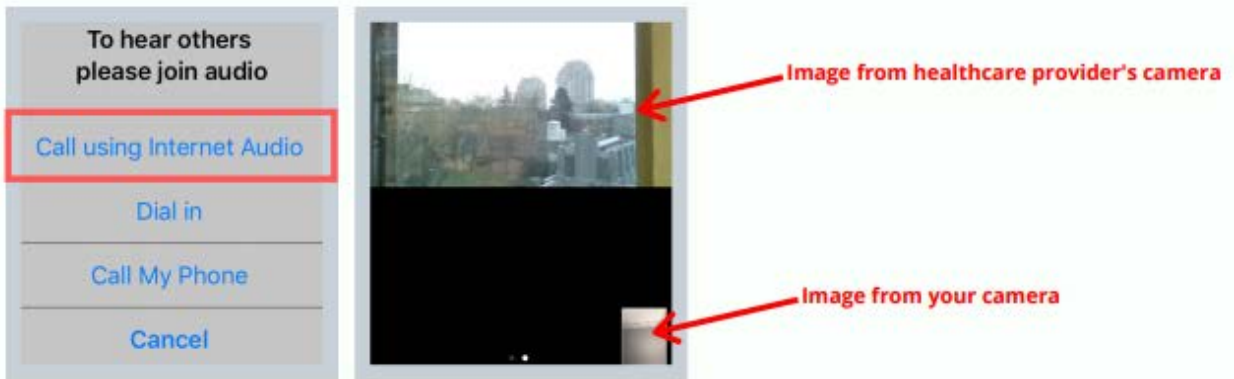 To hear others
please join audio
Call using Internet Audio
Dial in
Call My Phone
Cancel
Image from healthcare provider's camera
Image from your camera